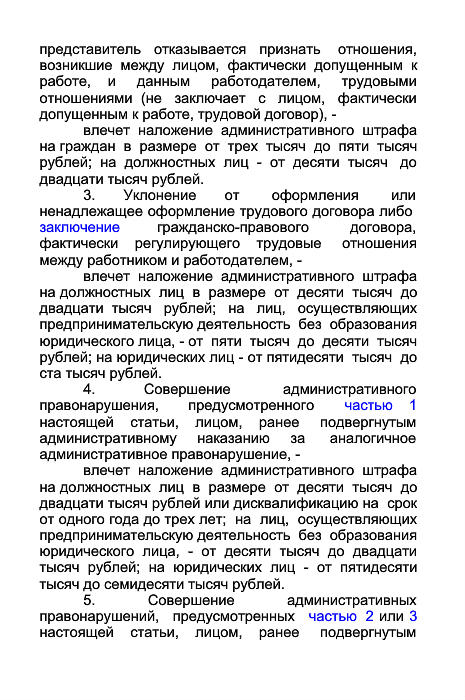 представитель отказывается признать отношения,
возникшие между лицом, фактически допущенным к
работе, и данным работодателем, трудовыми
отношениями (не заключает с лицом, фактически
допущенным к работе, трудовой договор), -
влечет наложение административного штрафа
на граждан в размере от трех тысяч до пяти тысяч
рублей; на должностных лиц - от десяти тысяч до
двадцати тысяч рублей.
3. Уклонение от оформления или
ненадлежащее оформление трудового договора либо
заключение гражданско-правового договора,
фактически регулирующего трудовые отношения
между работником и работодателем, -
влечет наложение административного штрафа
на должностных лиц в размере от десяти тысяч до
двадцати тысяч рублей; на лиц, осуществляющих
предпринимательскую деятельность без образования
юридического лица, - от пяти тысяч до десяти тысяч
рублей; на юридических лиц - от пятидесяти тысяч до
ста тысяч рублей.
4. Совершение административного
правонарушения, предусмотренного частью 1
настоящей статьи, лицом, ранее подвергнутым
административному наказанию за аналогичное
административное правонарушение, -
влечет наложение административного штрафа
на должностных лиц в размере от десяти тысяч до
двадцати тысяч рублей или дисквалификацию на срок
от одного года до трех лет; на лиц, осуществляющих
предпринимательскую деятельность без образования
юридического лица, - от десяти тысяч до двадцати
тысяч рублей; на юридических лиц - от пятидесяти
тысяч до семидесяти тысяч рублей.
5. Совершение административных
правонарушений, предусмотренных частью 2 или 3
настоящей статьи, лицом, ранее подвергнутым